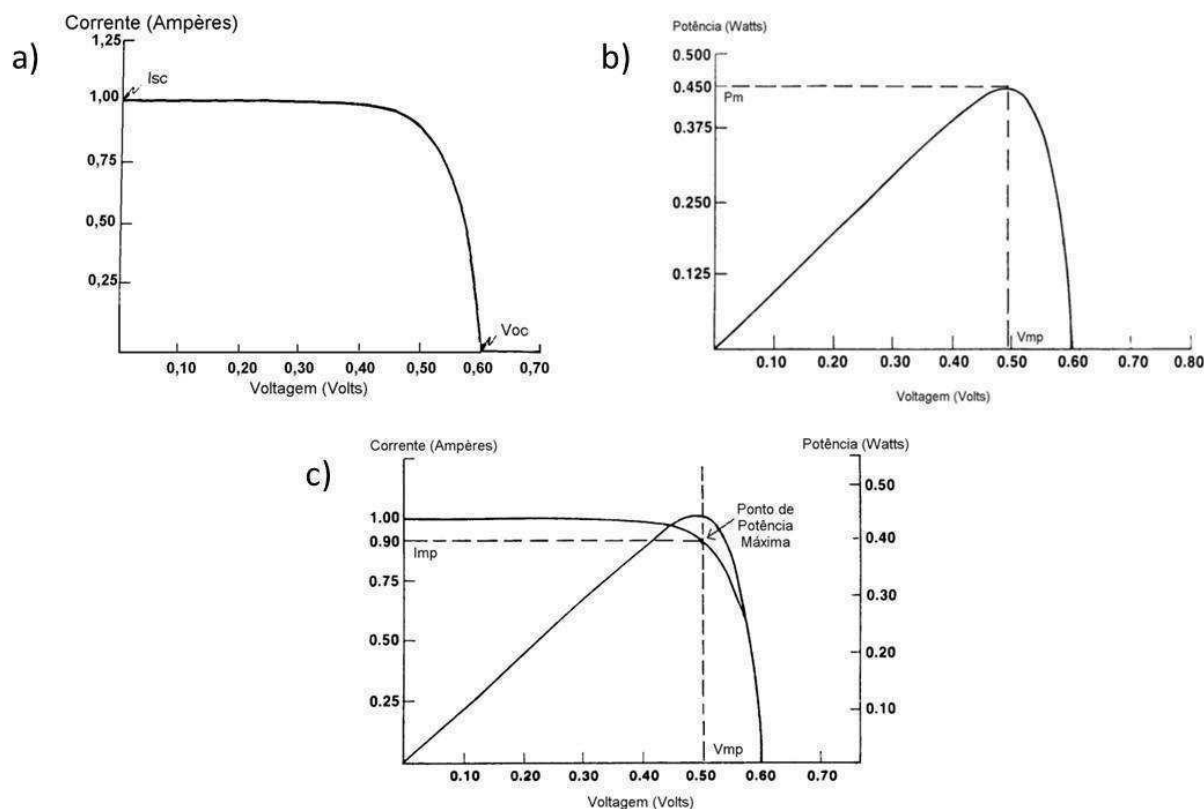 a)
Corrente (Ampères)
1,25
Isc
1,00
0,75
0,50
0,25
Voc
0,10 0,20 0,30 0,40 0,50 0,60 0,70
Voltagem (Volts)
b)
Potência (Watts)
0.500
0.450
Pm
0.375
0.250
0.125
Vmp
0.10 0.20 0.30 0.40 0.50 0.60 0.70 0.80
Voltagem (Volts)
c)
Corrente (Ampères)
Potência (Watts)
1.00
0.90
Imp
0.75
0.50
0.25
Ponto de
Potência
Máxima
0.50
0.40
0.30
0.20
0.10
Vmp
0.10 0.20 0.30 0.40 0.50 0.60 0.70
Voltagem (Volts)